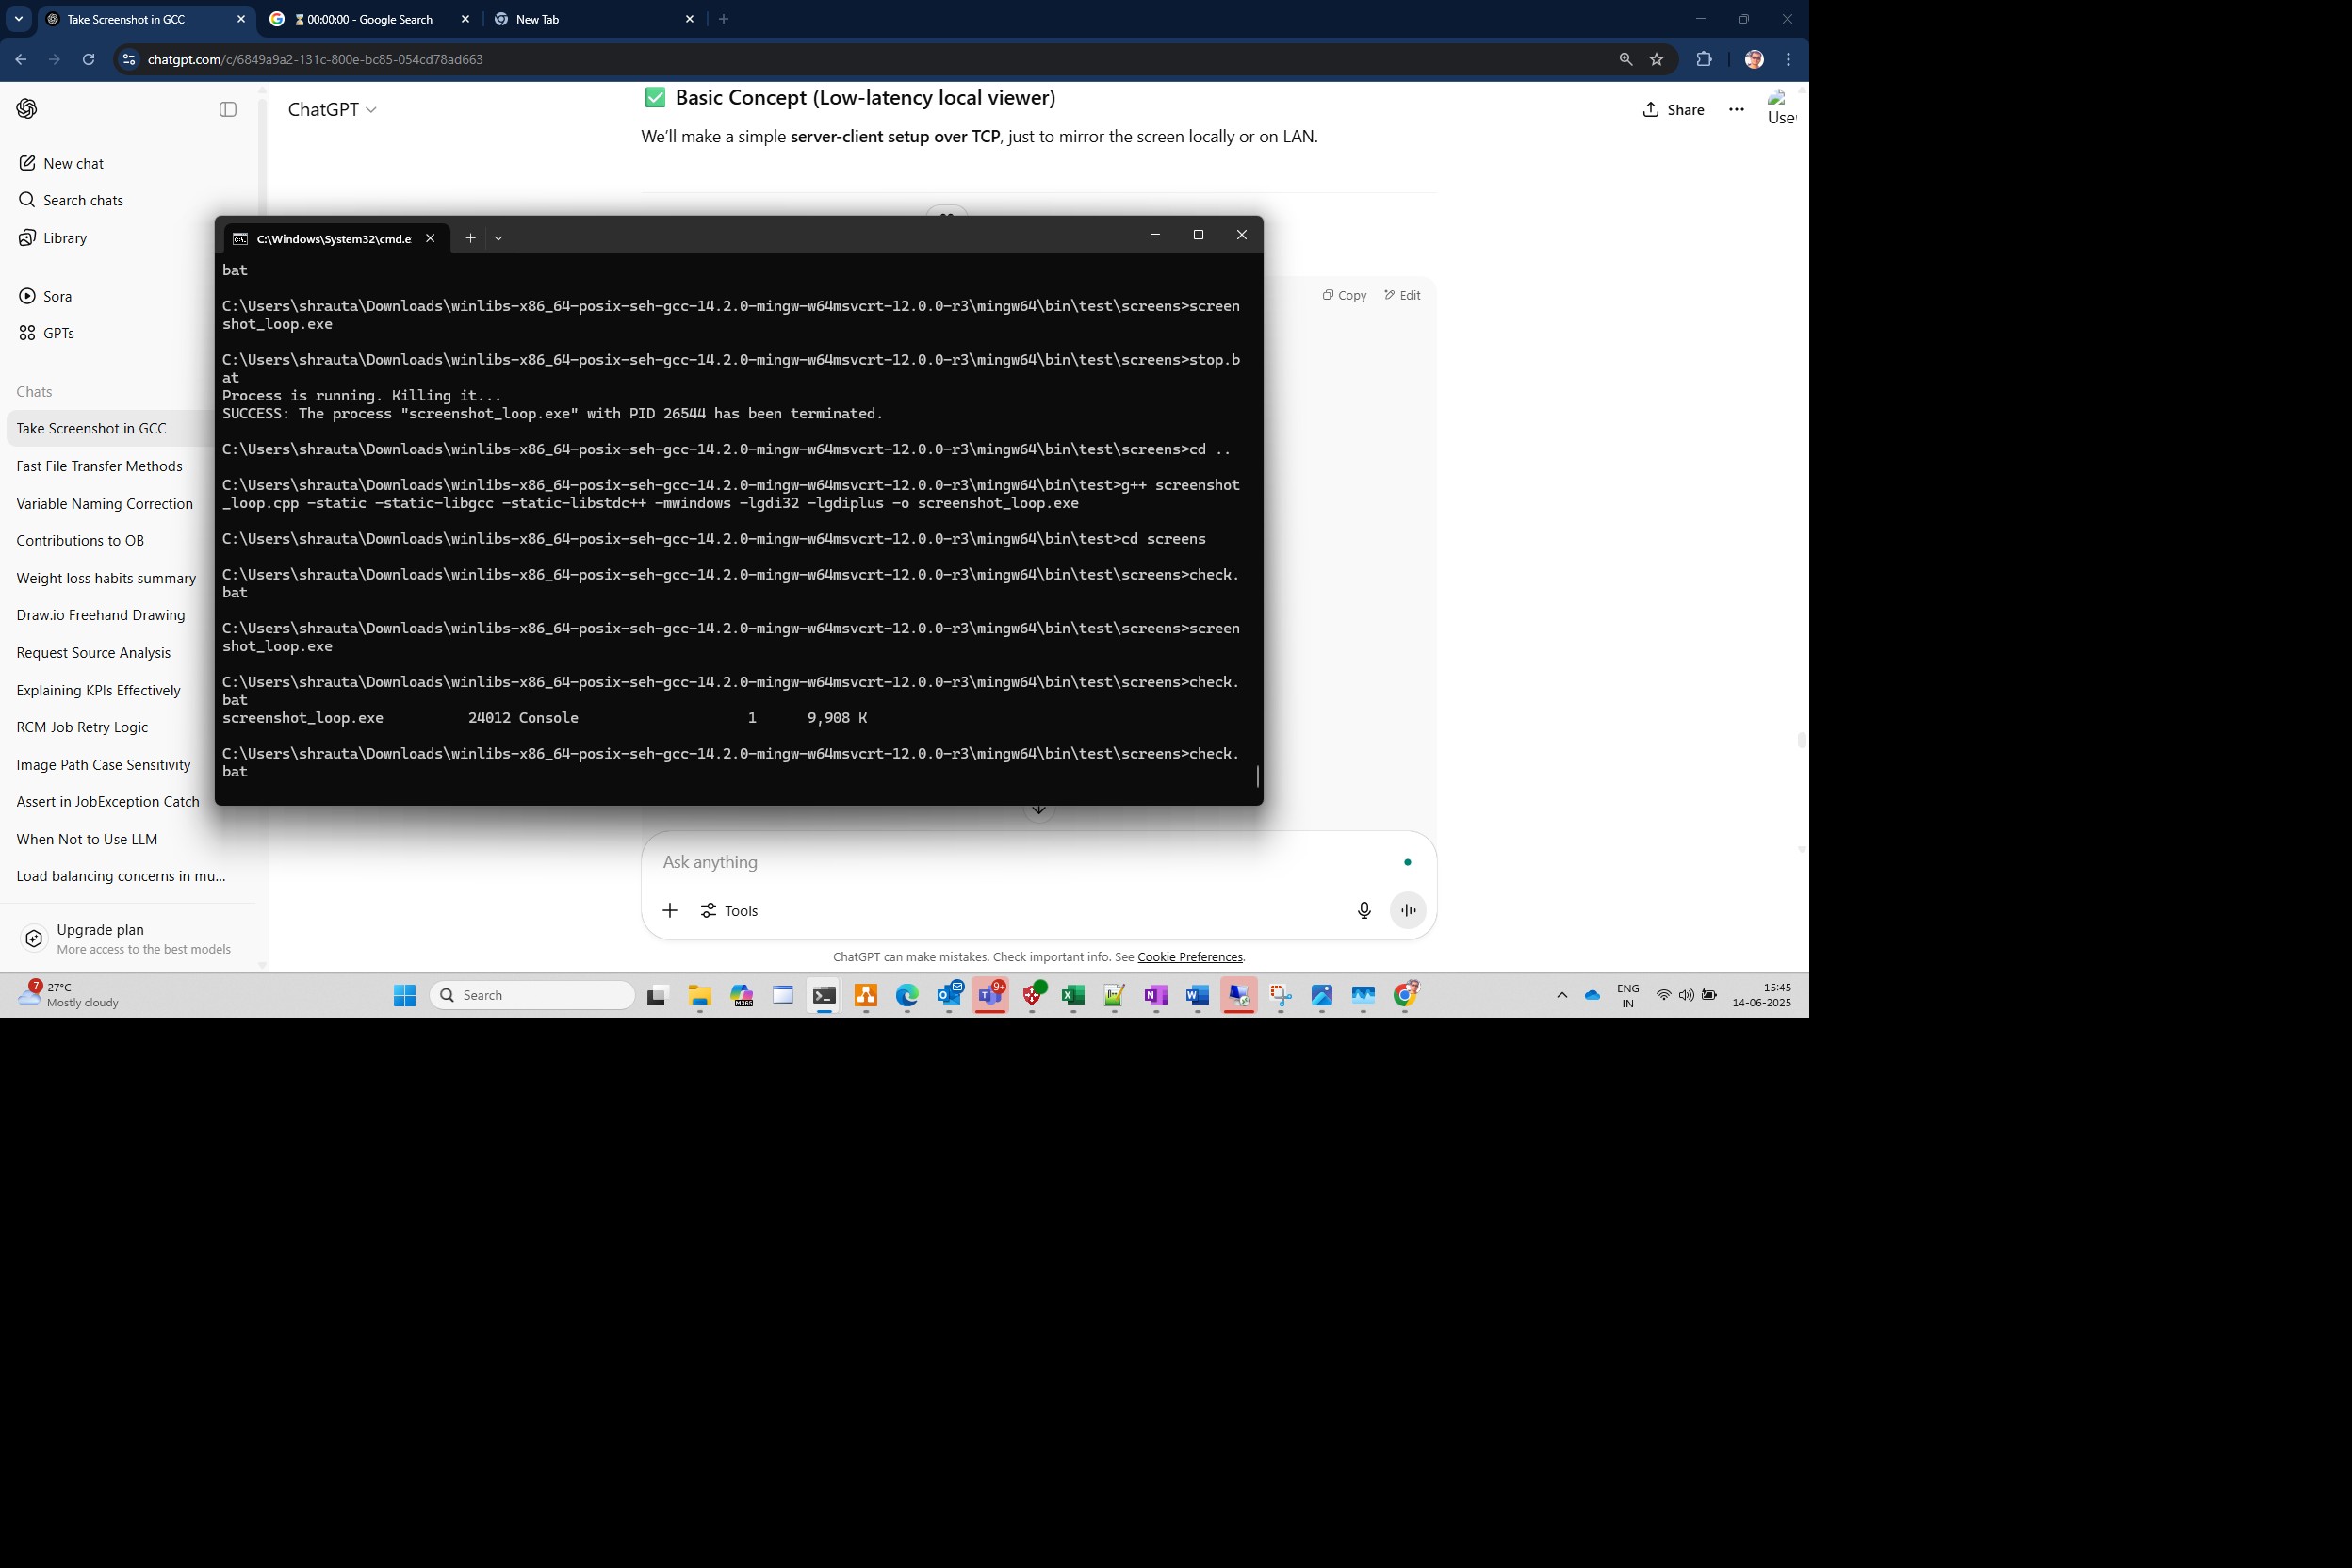 Take Screenshot in GCC
00:00:00 - Google Search
New Tab
chatgpt.com/c/6849a9a2-131c-800e-bc85-054cd78ad663
ChatGPT
Share
Use
New chat
Search chats
Library
Sora
GPTs
Chats
Take Screenshot in GCC
Fast File Transfer Methods
Variable Naming Correction
Contributions to OB
Weight loss habits summary
Draw.io Freehand Drawing
Request Source Analysis
Explaining KPIs Effectively
RCM Job Retry Logic
Image Path Case Sensitivity
Assert in JobException Catch
When Not to Use LLM
Load balancing concerns in mu...
Upgrade plan
More access to the best models
Basic Concept (Low-latency local viewer)
We'll make a simple server-client setup over TCP, just to mirror the screen locally or on LAN.
Copy
Edit
C:\Windows\System32\cmd.e
bat
C:\Users\shrauta\Downloads\winlibs-x86_64-posix-seh-gcc-14.2.0-mingw-w64msvcrt-12.0.0-r3\mingw64\bin\test\screens>screen
shot_loop.exe
C:\Users\shrauta\Downloads\winlibs-x86_64-posix-seh-gcc-14.2.0-mingw-w64msvcrt-12.0.0-r3\mingw64\bin\test\screens>stop.b
at
Process is running. Killing it...
SUCCESS: The process "screenshot_loop.exe" with PID 26544 has been terminated.
C:\Users\shrauta\Downloads\winlibs-x86_64-posix-seh-gcc-14.2.0-mingw-w64msvcrt-12.0.0-r3\mingw64\bin\test\screens>cd ..
C:\Users\shrauta\Downloads\winlibs-x86_64-posix-seh-gcc-14.2.0-mingw-w64msvcrt-12.0.0-r3\mingw64\bin\test>g++ screenshot
_loop.cpp -static -static-libgcc -static-libstdc++ -mwindows -lgdi32 -lgdiplus -o screenshot_loop.exe
C:\Users\shrauta\Downloads\winlibs-x86_64-posix-seh-gcc-14.2.0-mingw-w64msvcrt-12.0.0-r3\mingw64\bin\test>cd screens
C:\Users\shrauta\Downloads\winlibs-x86_64-posix-seh-gcc-14.2.0-mingw-w64msvcrt-12.0.0-r3\mingw64\bin\test\screens>check.
bat
C:\Users\shrauta\Downloads\winlibs-x86_64-posix-seh-gcc-14.2.0-mingw-w64msvcrt-12.0.0-r3\mingw64\bin\test\screens>screen
shot_loop.exe
C:\Users\shrauta\Downloads\winlibs-x86_64-posix-seh-gcc-14.2.0-mingw-w64msvcrt-12.0.0-r3\mingw64\bin\test\screens>check.
bat
screenshot_loop.exe 24012 Console 1 9,908 K
C:\Users\shrauta\Downloads\winlibs-x86_64-posix-seh-gcc-14.2.0-mingw-w64msvcrt-12.0.0-r3\mingw64\bin\test\screens>check.
bat
Ask anything
Tools
ChatGPT can make mistakes. Check important info. See Cookie Preferences.
7
27°C
Mostly cloudy
Search
M365
9+
ENG
IN
15:45
14-06-2025